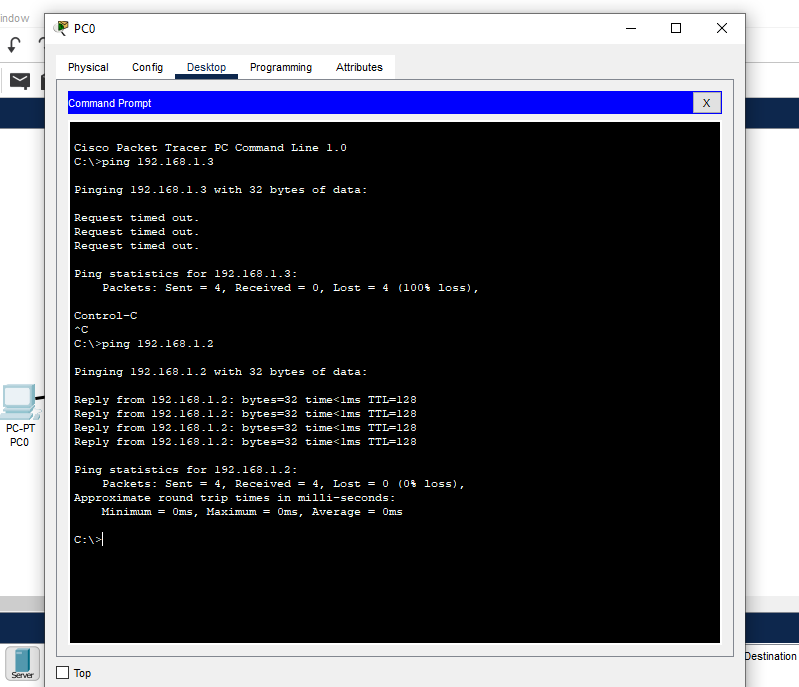 indow
PC0
Physical Config Desktop Programming Attributes
Command Prompt
X
Cisco Packet Tracer PC Command Line 1.0
C:\>ping 192.168.1.3
Pinging 192.168.1.3 with 32 bytes of data:
Request timed out.
Request timed out.
Request timed out.
Ping statistics for 192.168.1.3:
Packets: Sent = 4, Received = 0, Lost = 4 (100% loss),
Control-C
^C
C:\>ping 192.168.1.2
Pinging 192.168.1.2 with 32 bytes of data:
Reply from 192.168.1.2: bytes=32 time<1ms TTL=128
Reply from 192.168.1.2: bytes=32 time<1ms TTL=128
Reply from 192.168.1.2: bytes=32 time<1ms TTL=128
Reply from 192.168.1.2: bytes=32 time<1ms TTL=128
Ping statistics for 192.168.1.2:
Packets: Sent = 4, Received = 4, Lost = 0 (0% loss),
Approximate round trip times in milli-seconds:
Minimum = 0ms, Maximum = 0ms, Average = 0ms
C:\>
PC-PT
PC0
Server
Top
Destination